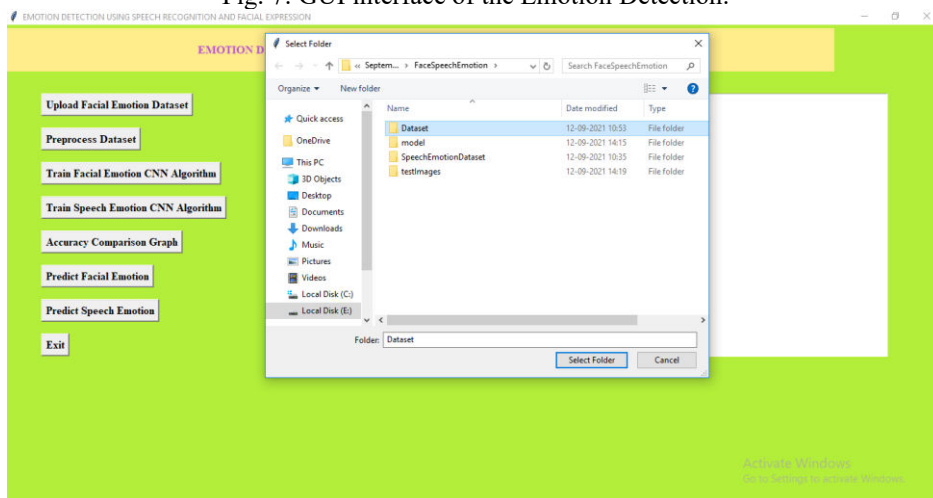 Fig. 7. GUI interface of the Emotion Detection.
EMOTION DETECTION USING SPEECH RECOGNITION AND FACIAL EXPRESSION
EMOTION D
Select Folder
« Septem... > FaceSpeechEmotion >
Search FaceSpeechEmotion
Organize
New folder
Name Date modified Type
Quick access
OneDrive
This PC
3D Objects
Desktop
Documents
Downloads
Music
Pictures
Videos
Local Disk (C:)
Local Disk (E:)
Dataset 12-09-2021 10:53 File folder
model 12-09-2021 14:15 File folder
SpeechEmotionDataset 12-09-2021 10:35 File folder
testImages 12-09-2021 14:19 File folder
Folder: Dataset
Select Folder Cancel
Upload Facial Emotion Dataset
Preprocess Dataset
Train Facial Emotion CNN Algorithm
Train Speech Emotion CNN Algorithm
Accuracy Comparison Graph
Predict Facial Emotion
Predict Speech Emotion
Exit
Activate Windows
Go to Settings to activate Windows.